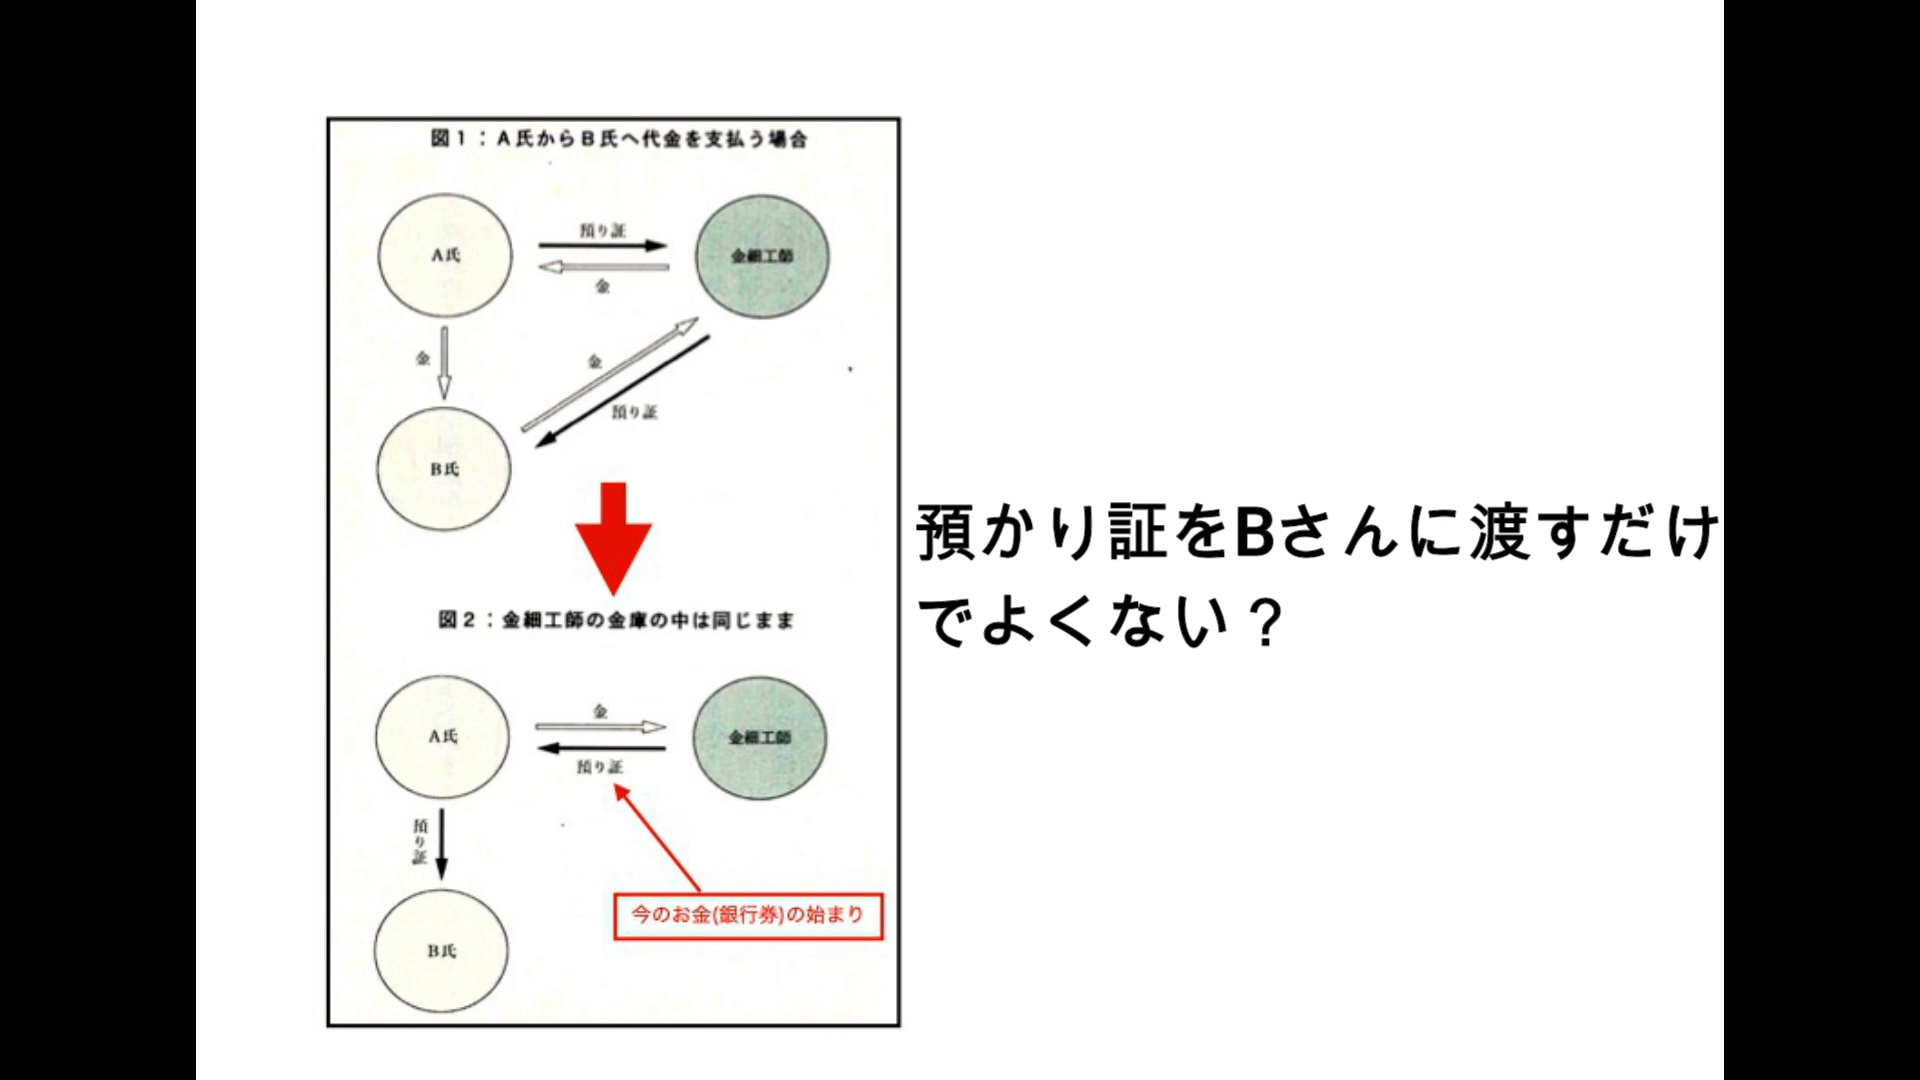 図1：A氏からB氏へ代金を支払う場合
A氏
預り証
金
金細工師
金
金
預り証
B氏
預かり証をBさんに渡すだけ
でよくない？
図2：金細工師の金庫の中は同じまま
A氏
金
預り証
金細工師
預り証
今のお金(銀行券)の始まり
B氏